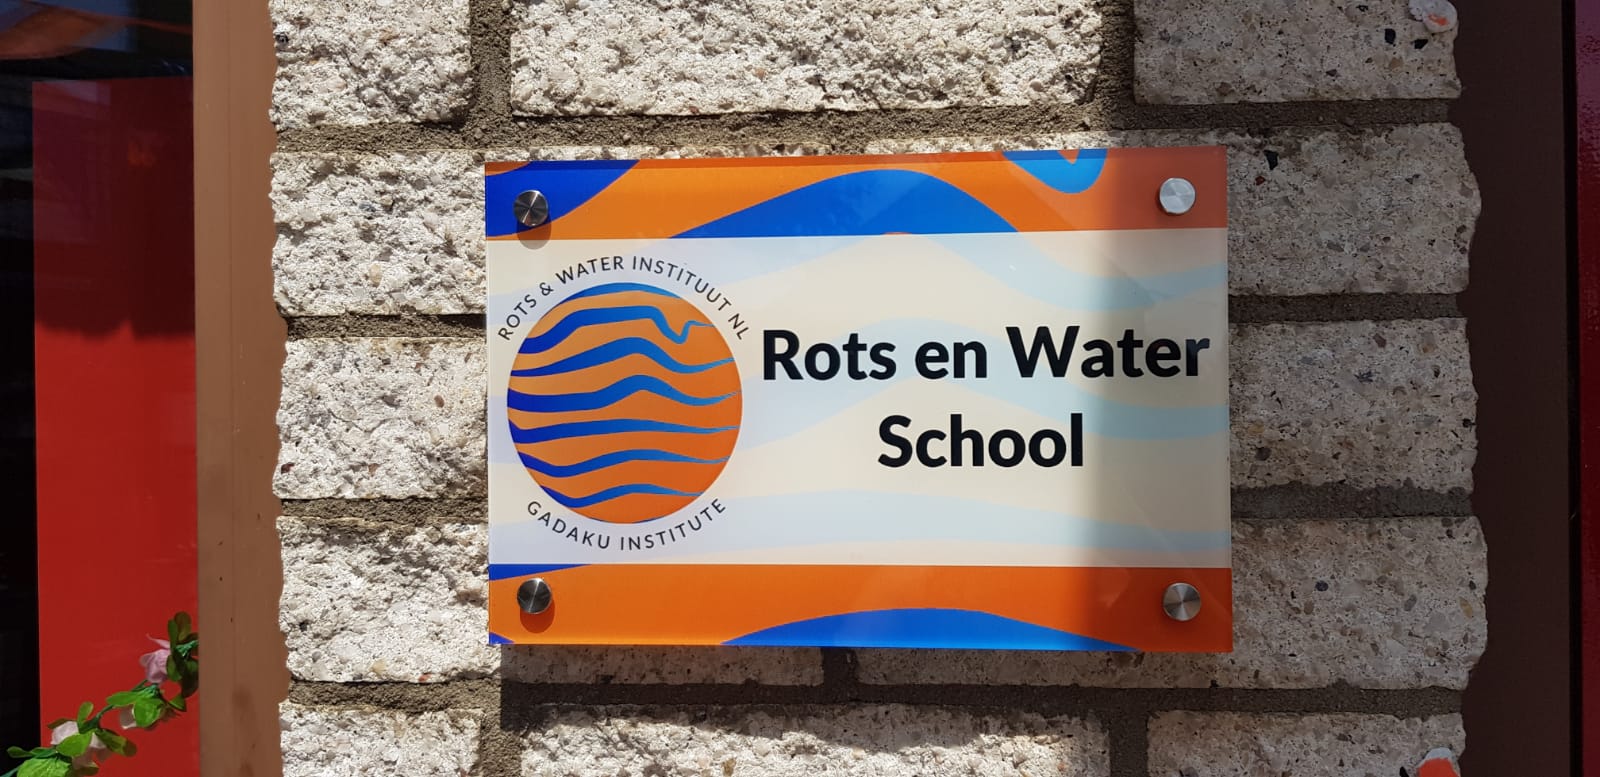 ROTS & WATER INSTITUUT NL
GADAKU INSTITUTE
Rots en Water
School